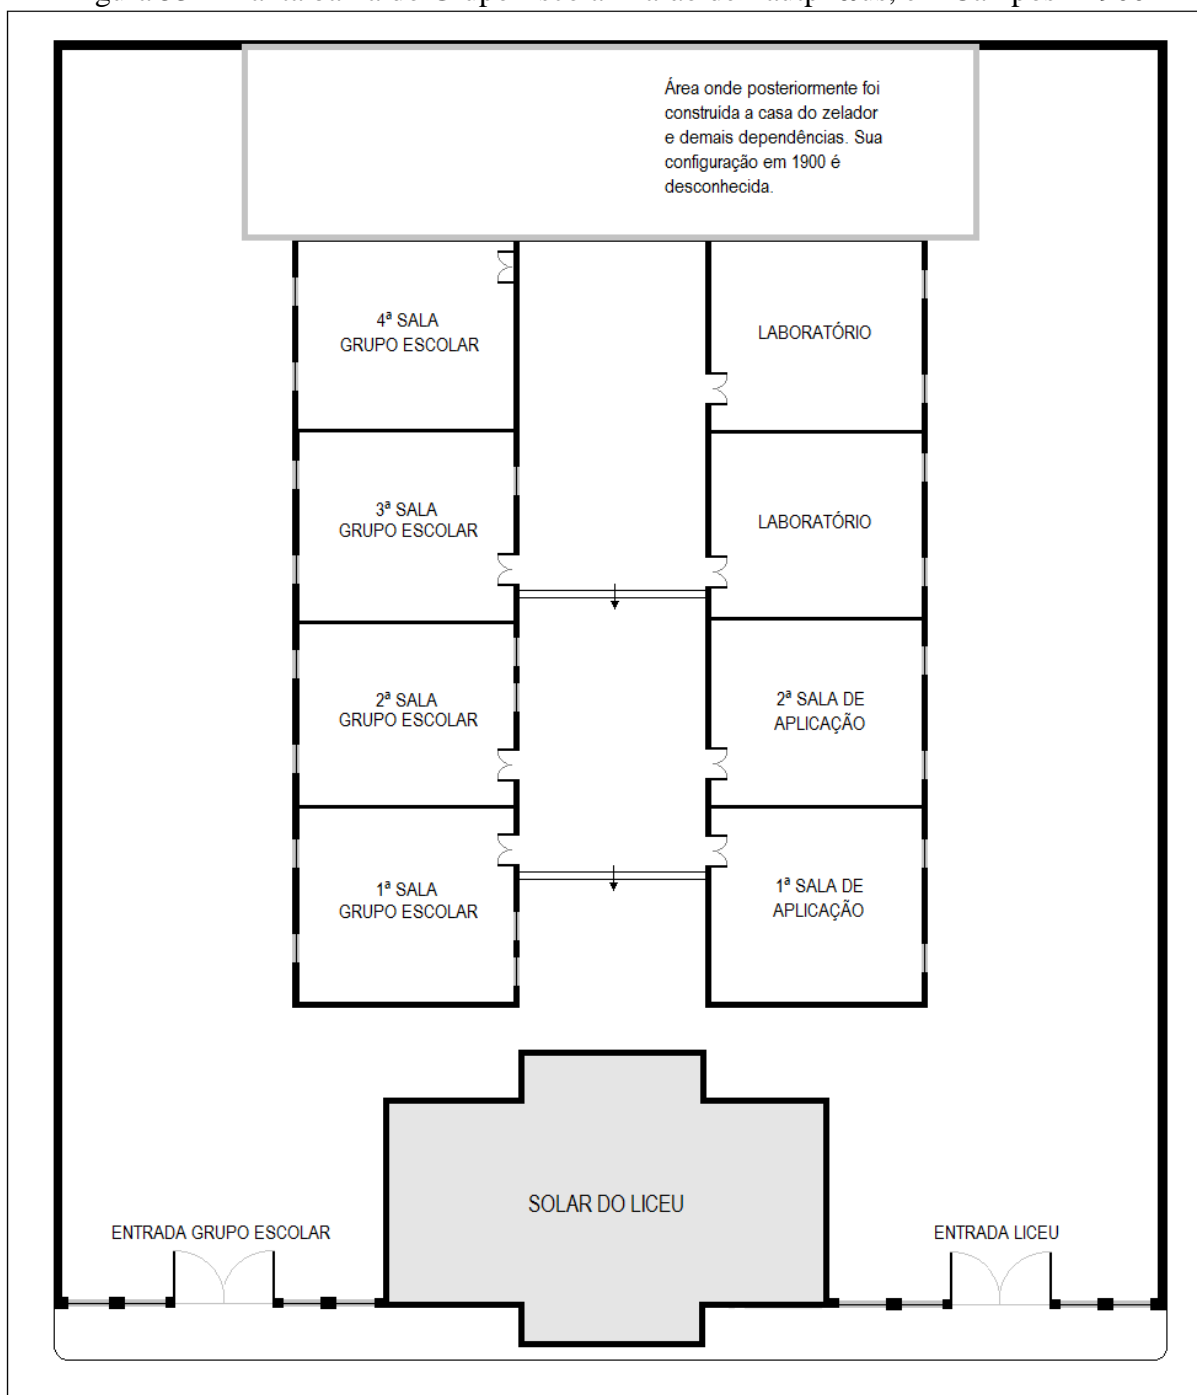 Área onde posteriormente foi
construída a casa do zelador
e demais dependências. Sua
configuração em 1900 é
desconhecida.
4ª SALA
GRUPO ESCOLAR
LABORATÓRIO
3ª SALA
GRUPO ESCOLAR
LABORATÓRIO
2ª SALA
GRUPO ESCOLAR
2ª SALA DE
APLICAÇÃO
1ª SALA
GRUPO ESCOLAR
1ª SALA DE
APLICAÇÃO
SOLAR DO LICEU
ENTRADA GRUPO ESCOLAR
ENTRADA LICEU